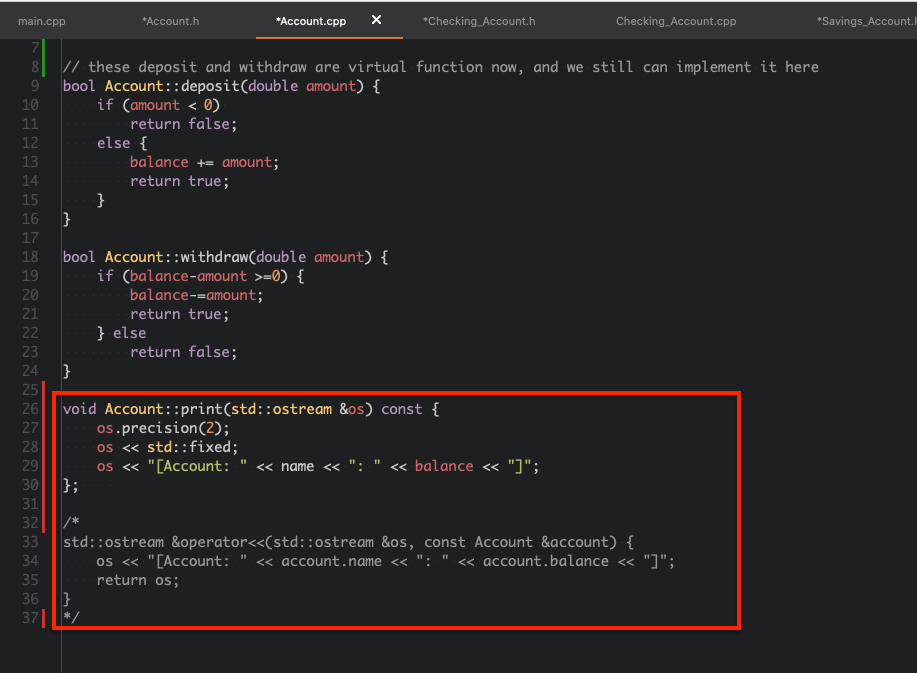 main.cpp *Account.h *Account.cpp × *Checking_Account.h Checking_Account.cpp *Savings_Account.h
7
8 // these deposit and withdraw are virtual function now, and we still can implement it here
9 bool Account::deposit(double amount) {
10 if (amount < 0)
11 return false;
12 else {
13 balance += amount;
14 return true;
15 }
16 }
17
18 bool Account::withdraw(double amount) {
19 if (balance-amount >=0) {
20 balance-=amount;
21 return true;
22 } else
23 return false;
24 }
25
26 void Account::print(std::ostream &os) const {
27 os.precision(2);
28 os << std::fixed;
29 os << "[Account: " << name << ": " << balance << "]";
30 };
31
32 /*
33 std::ostream &operator<<(std::ostream &os, const Account &account) {
34 os << "[Account: " << account.name << ": " << account.balance << "]";
35 return os;
36 }
37 */